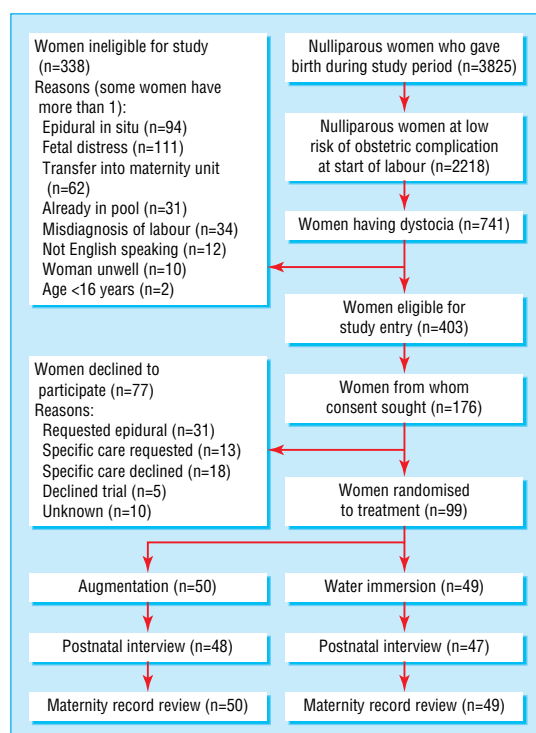 Women ineligible for study
(n=338)
Reasons (some women have
more than 1):
Epidural in situ (n=94)
Fetal distress (n=111)
Transfer into maternity unit
(n=62)
Already in pool (n=31)
Misdiagnosis of labour (n=34)
Not English speaking (n=12)
Woman unwell (n=10)
Age <16 years (n=2)
Nulliparous women who gave
birth during study period (n=3825)
Nulliparous women at low
risk of obstetric complication
at start of labour (n=2218)
Women having dystocia (n=741)
Women eligible for
study entry (n=403)
Women declined to
participate (n=77)
Reasons:
Requested epidural (n=31)
Specific care requested (n=13)
Specific care declined (n=18)
Declined trial (n=5)
Unknown (n=10)
Women from whom
consent sought (n=176)
Women randomised
to treatment (n=99)
Augmentation (n=50)
Water immersion (n=49)
Postnatal interview (n=48)
Postnatal interview (n=47)
Maternity record review (n=50)
Maternity record review (n=49)